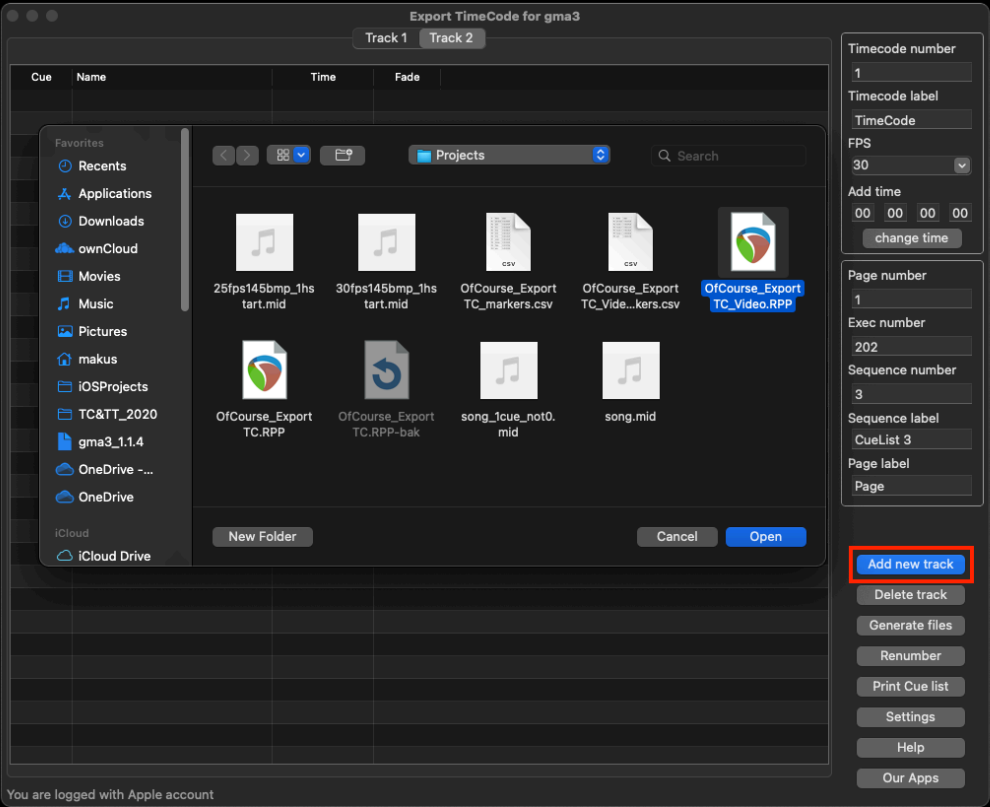 Export TimeCode for gma3
Track 1
Track 2
Cue
Name
Time
Fade
Favorites
Recents
Applications
Downloads
ownCloud
Movies
Music
Pictures
makus
iOSProjects
TC&TT_2020
gma3_1.1.4
OneDrive -...
OneDrive
iCloud
iCloud Drive
Projects
Search
25fps145bmp_1hs
tart.mid
30fps145bmp_1hs
tart.mid
CSV
OfCourse_Export
TC_markers.csv
CSV
OfCourse_Export
TC_Vide...kers.csv
OfCourse_Export
TC_Video.RPP
OfCourse_Export
TC.RPP
OfCourse_Export
TC.RPP-bak
song_1cue_not0.
mid
song.mid
New Folder
Cancel
Open
Timecode number
1
Timecode label
TimeCode
FPS
30
Add time
00 00 00 00
change time
Page number
1
Exec number
202
Sequence number
3
Sequence label
CueList 3
Page label
Page
Add new track
Delete track
Generate files
Renumber
Print Cue list
Settings
Help
Our Apps
You are logged with Apple account